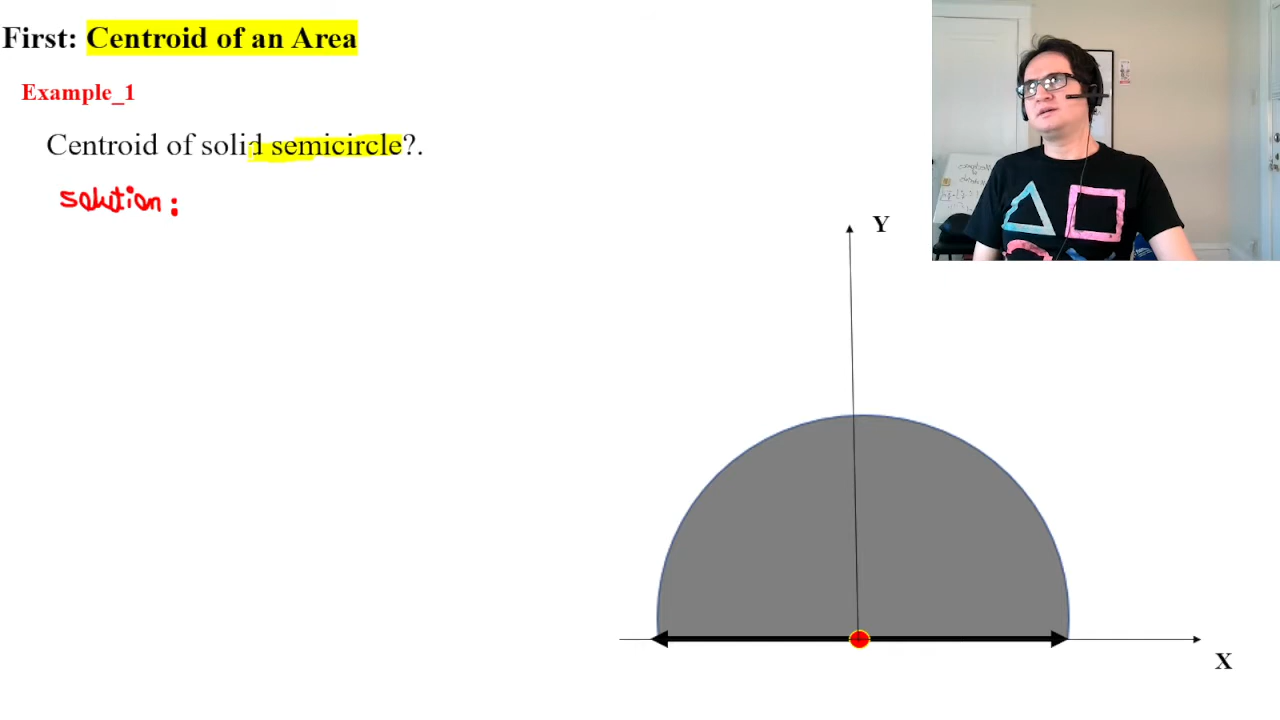 First: Centroid of an Area
Example_1
Centroid of solid semicircle?.
Solution:
Y
X